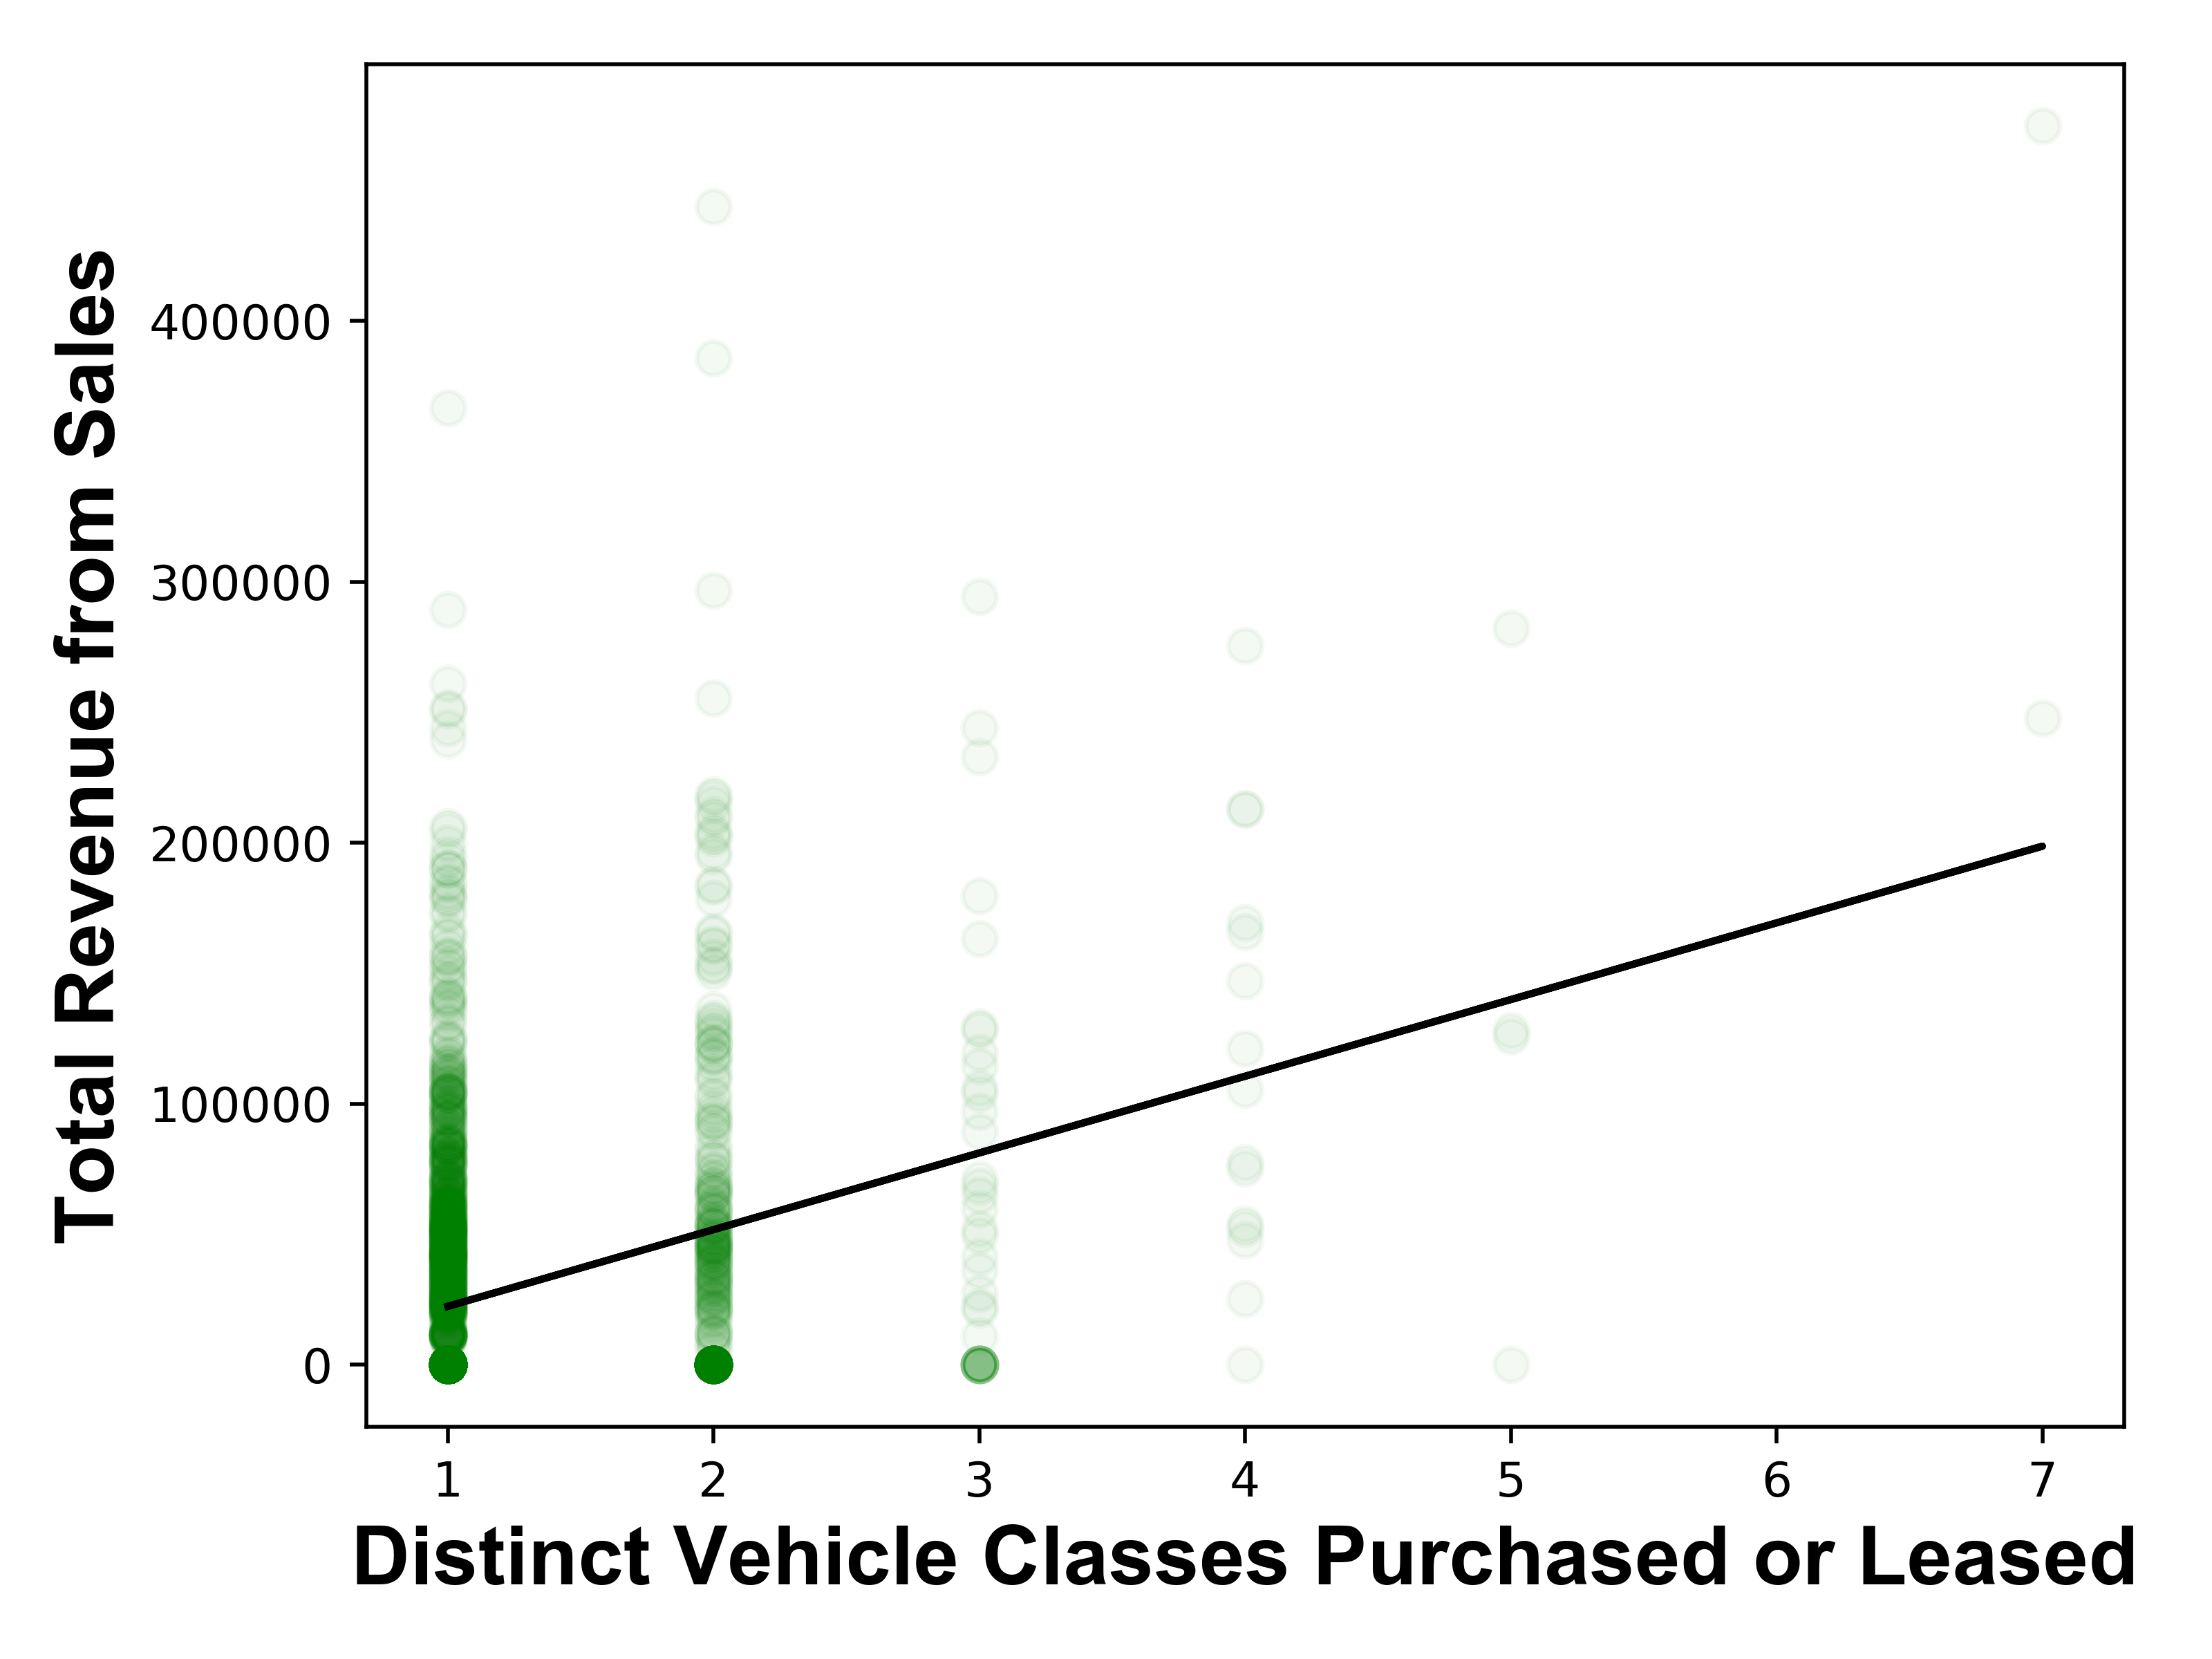 Total Revenue from Sales
400000
300000
200000
100000
0
1 2 3 4 5 6 7
Distinct Vehicle Classes Purchased or Leased